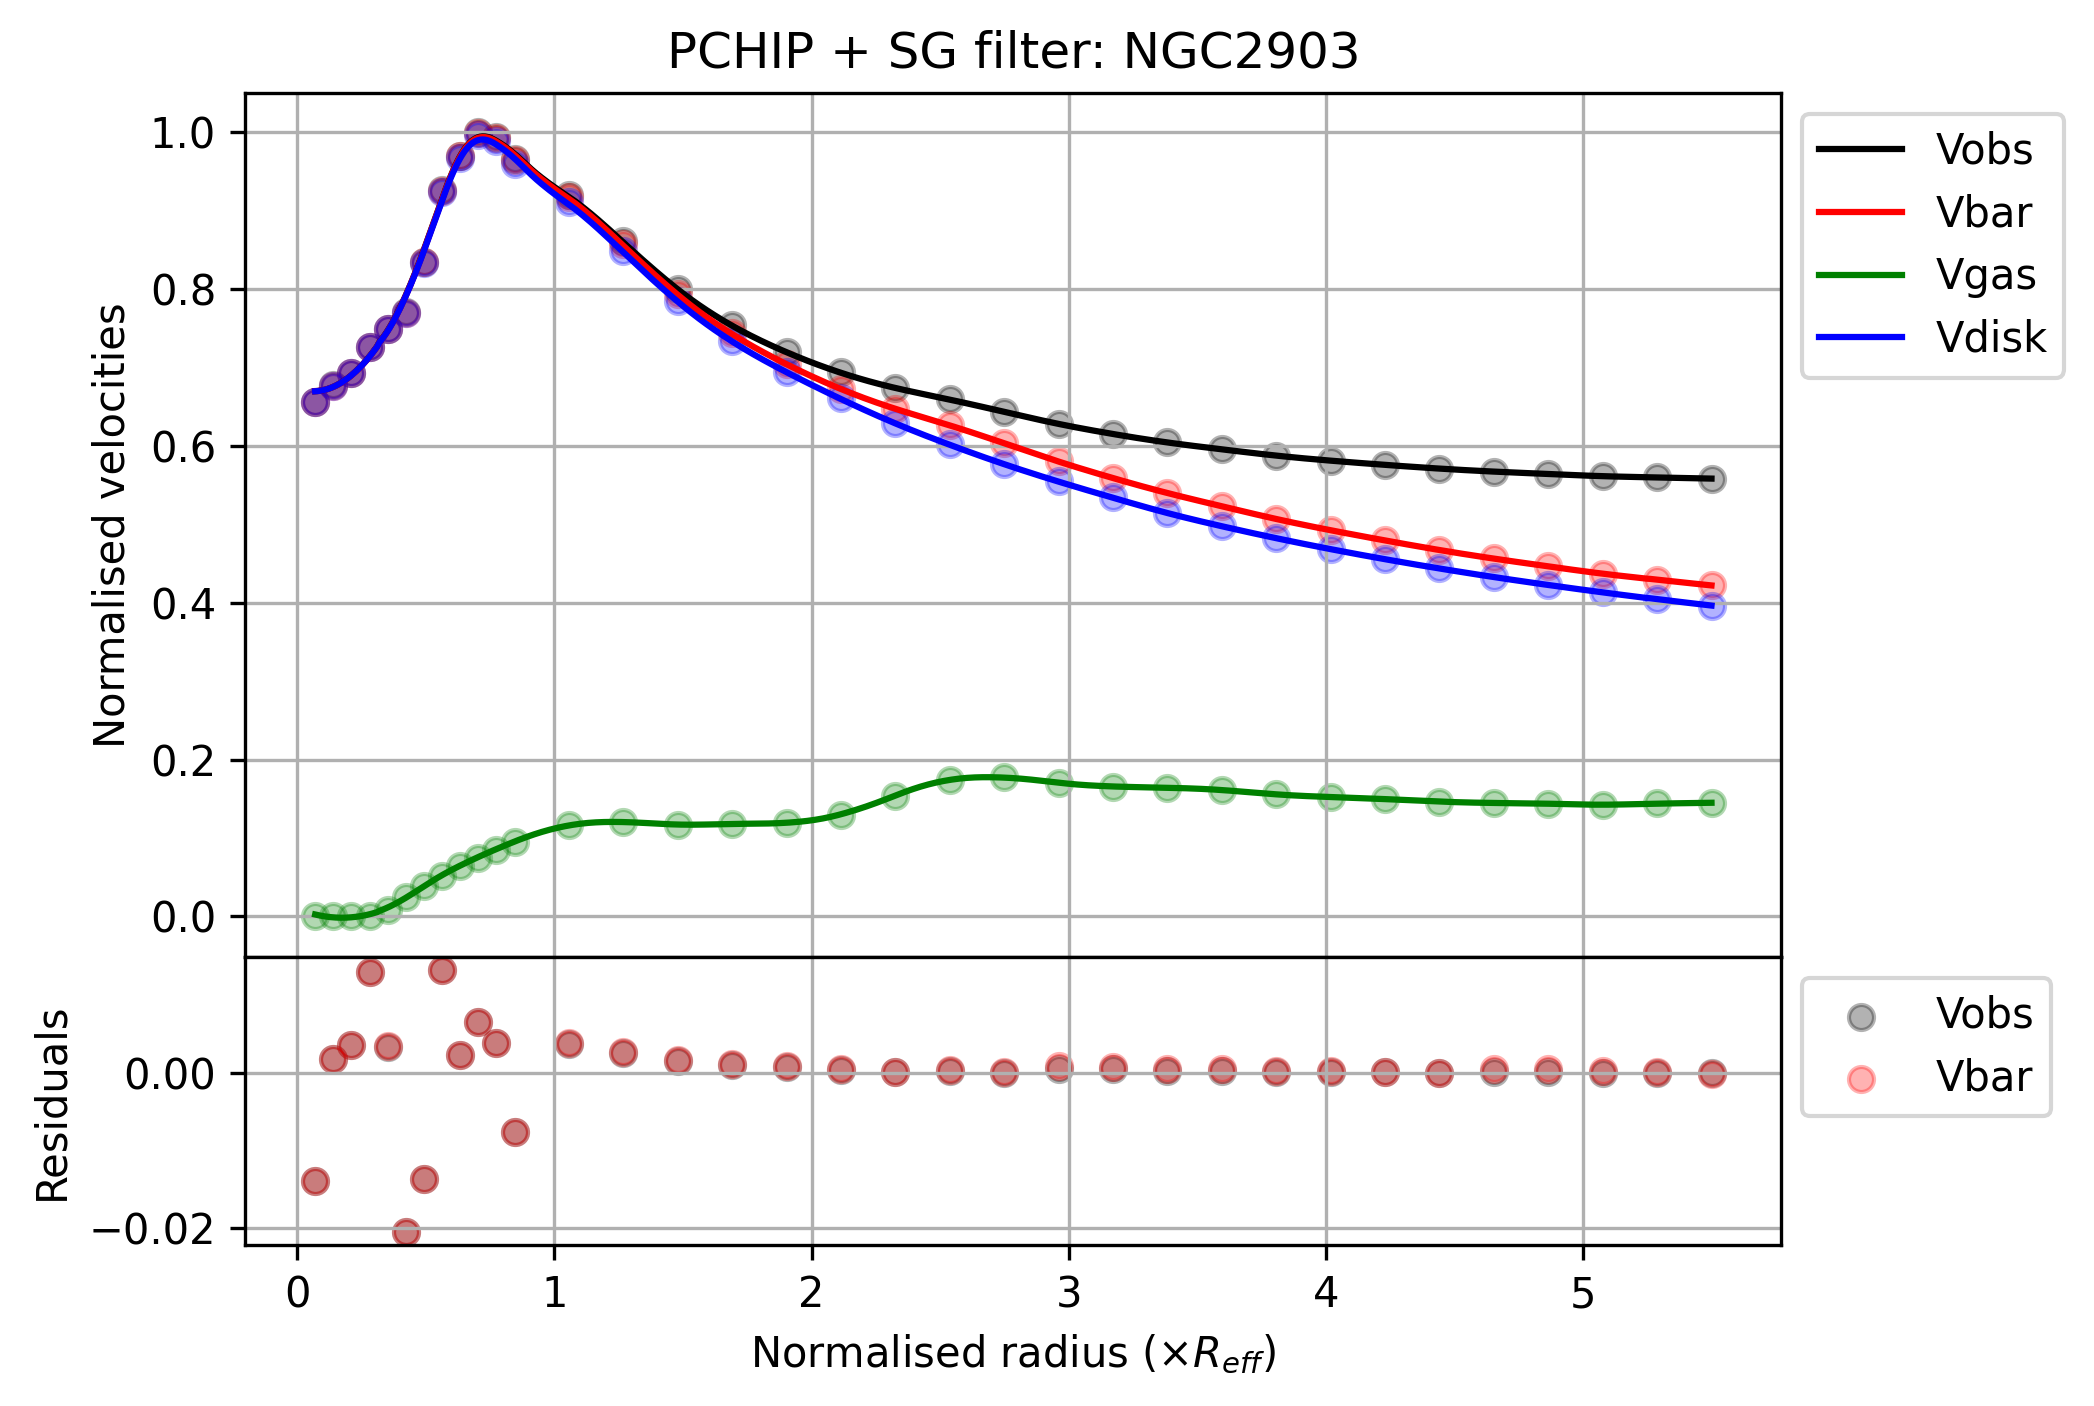 PCHIP + SG filter: NGC2903
Normalised velocities
1.0
0.8
0.6
0.4
0.2
0.0
Vobs
Vbar
Vgas
Vdisk
Residuals
0.00
−0.02
Vobs
Vbar
0 1 2 3 4 5
Normalised radius (×R_eff)